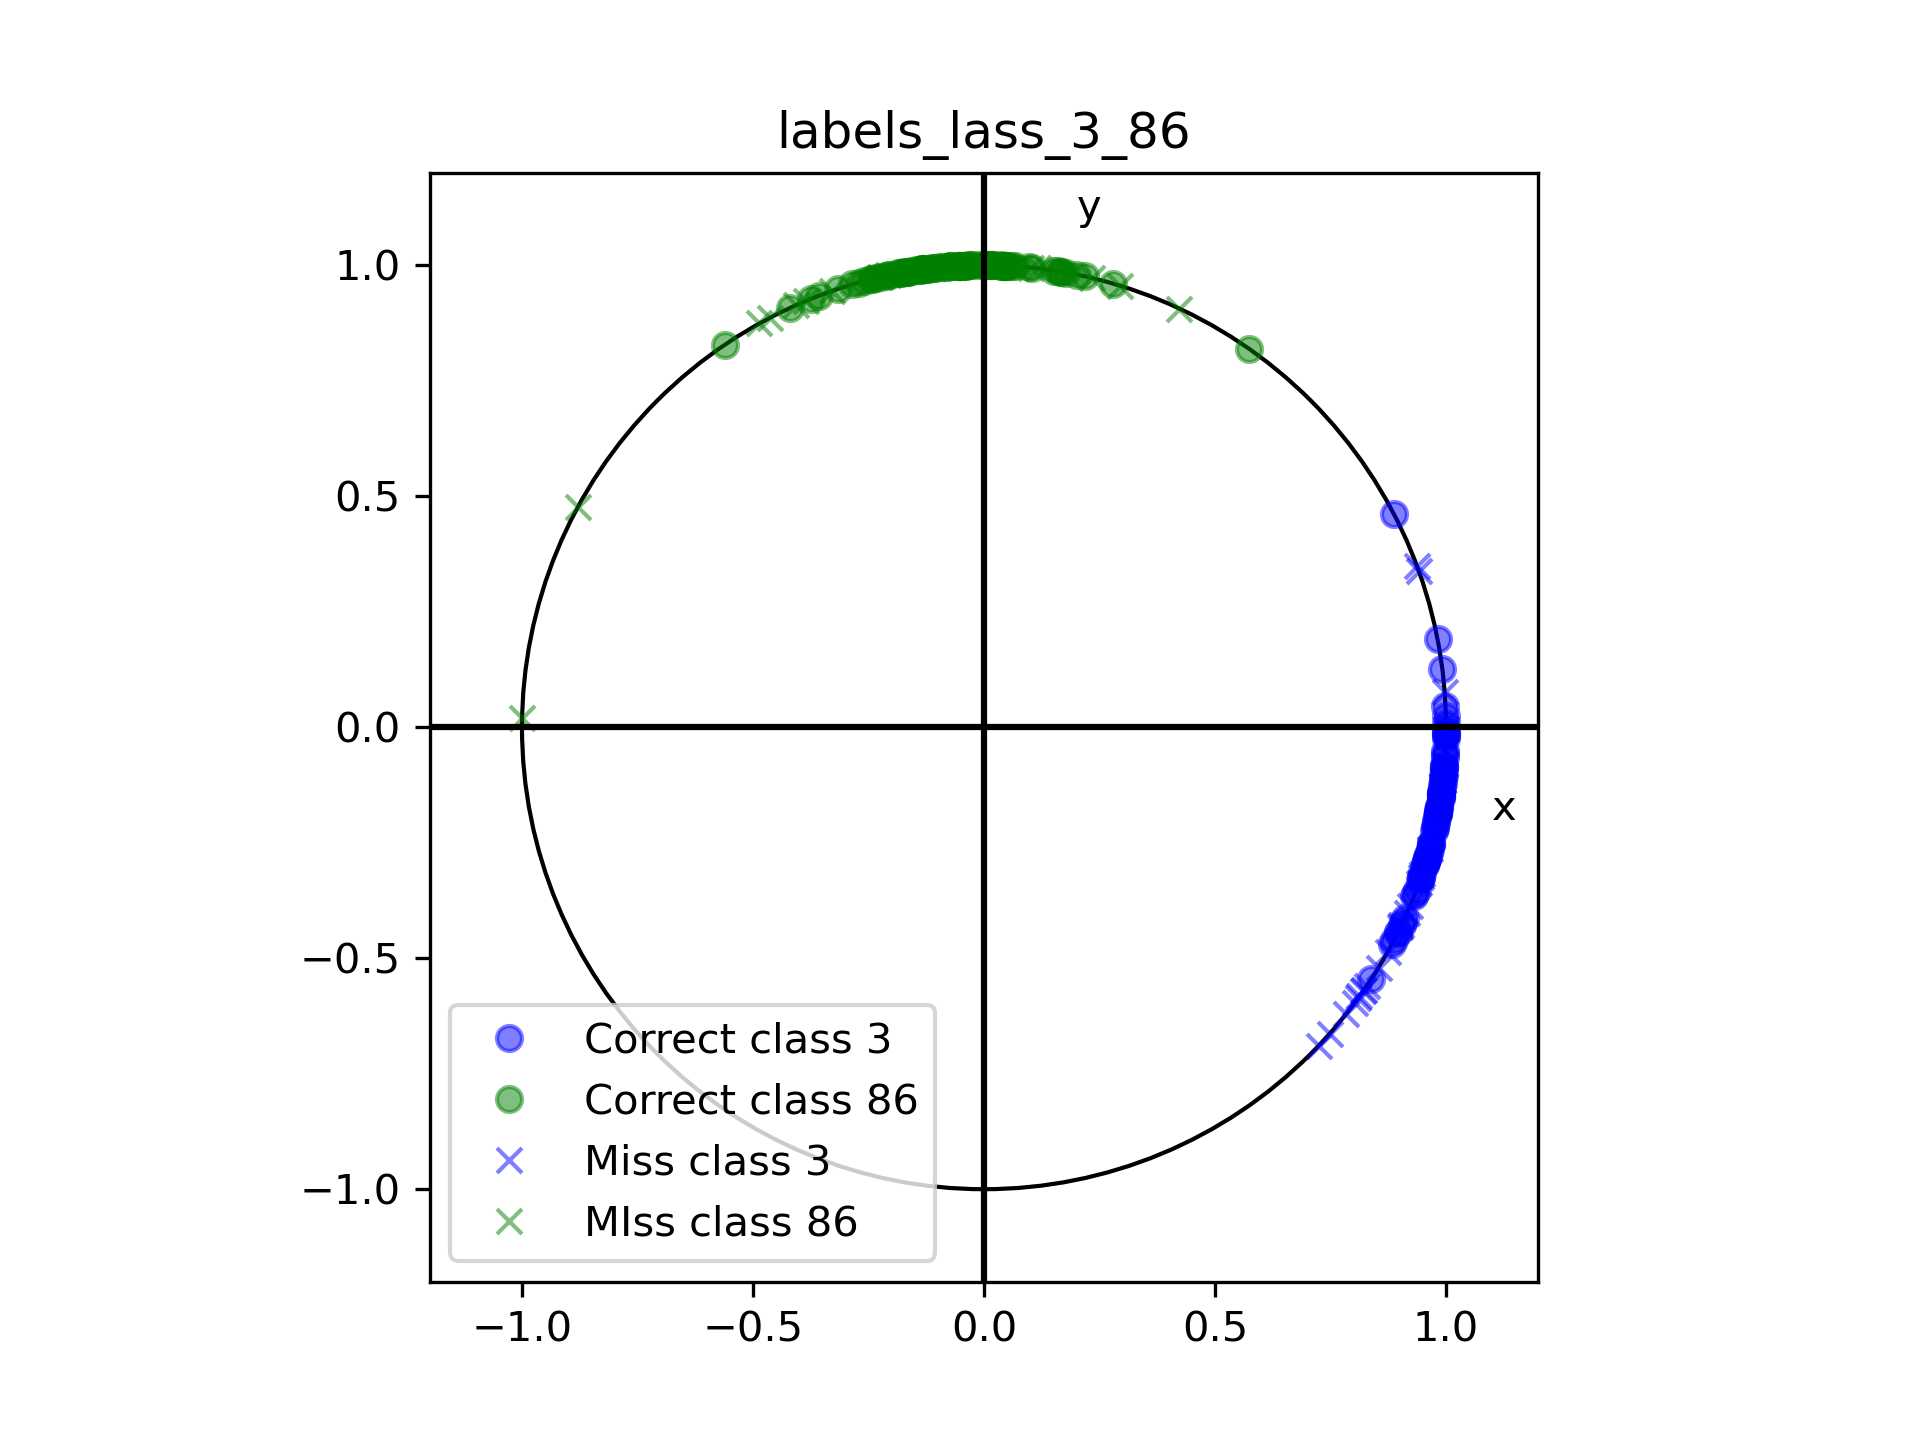 labels_lass_3_86
y
1.0
0.5
0.0
x
−0.5
−1.0
Correct class 3
Correct class 86
Miss class 3
MIss class 86
−1.0 −0.5 0.0 0.5 1.0